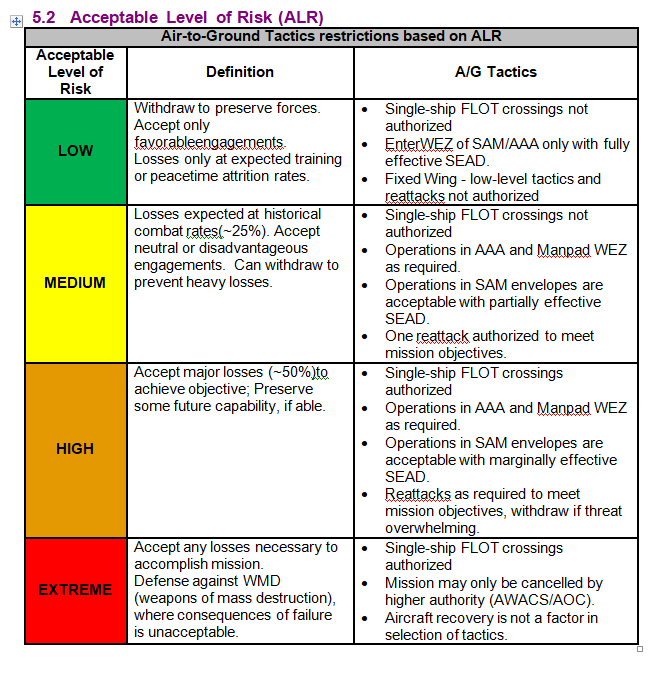 5.2 Acceptable Level of Risk (ALR)
Air-to-Ground Tactics restrictions based on ALR
Acceptable
Level of
Risk
Definition
A/G Tactics
LOW
Withdraw to preserve forces.
Accept only
favorableengagements.
Losses only at expected training
or peacetime attrition rates.
• Single-ship FLOT crossings not
authorized
• EnterWEZ of SAM/AAA only with fully
effective SEAD.
• Fixed Wing - low-level tactics and
reattacks not authorized
MEDIUM
Losses expected at historical
combat rates(~25%). Accept
neutral or disadvantageous
engagements. Can withdraw to
prevent heavy losses.
• Single-ship FLOT crossings not
authorized
• Operations in AAA and Manpad WEZ
as required.
• Operations in SAM envelopes are
acceptable with partially effective
SEAD.
• One reattack authorized to meet
mission objectives.
HIGH
Accept major losses (~50%)to
achieve objective; Preserve
some future capability, if able.
• Single-ship FLOT crossings
authorized
• Operations in AAA and Manpad WEZ
as required.
• Operations in SAM envelopes are
acceptable with marginally effective
SEAD.
• Reattacks as required to meet
mission objectives, withdraw if threat
overwhelming.
EXTREME
Accept any losses necessary to
accomplish mission.
Defense against WMD
(weapons of mass destruction),
where consequences of failure
is unacceptable.
• Single-ship FLOT crossings
authorized
• Mission may only be cancelled by
higher authority (AWACS/AOC).
• Aircraft recovery is not a factor in
selection of tactics.